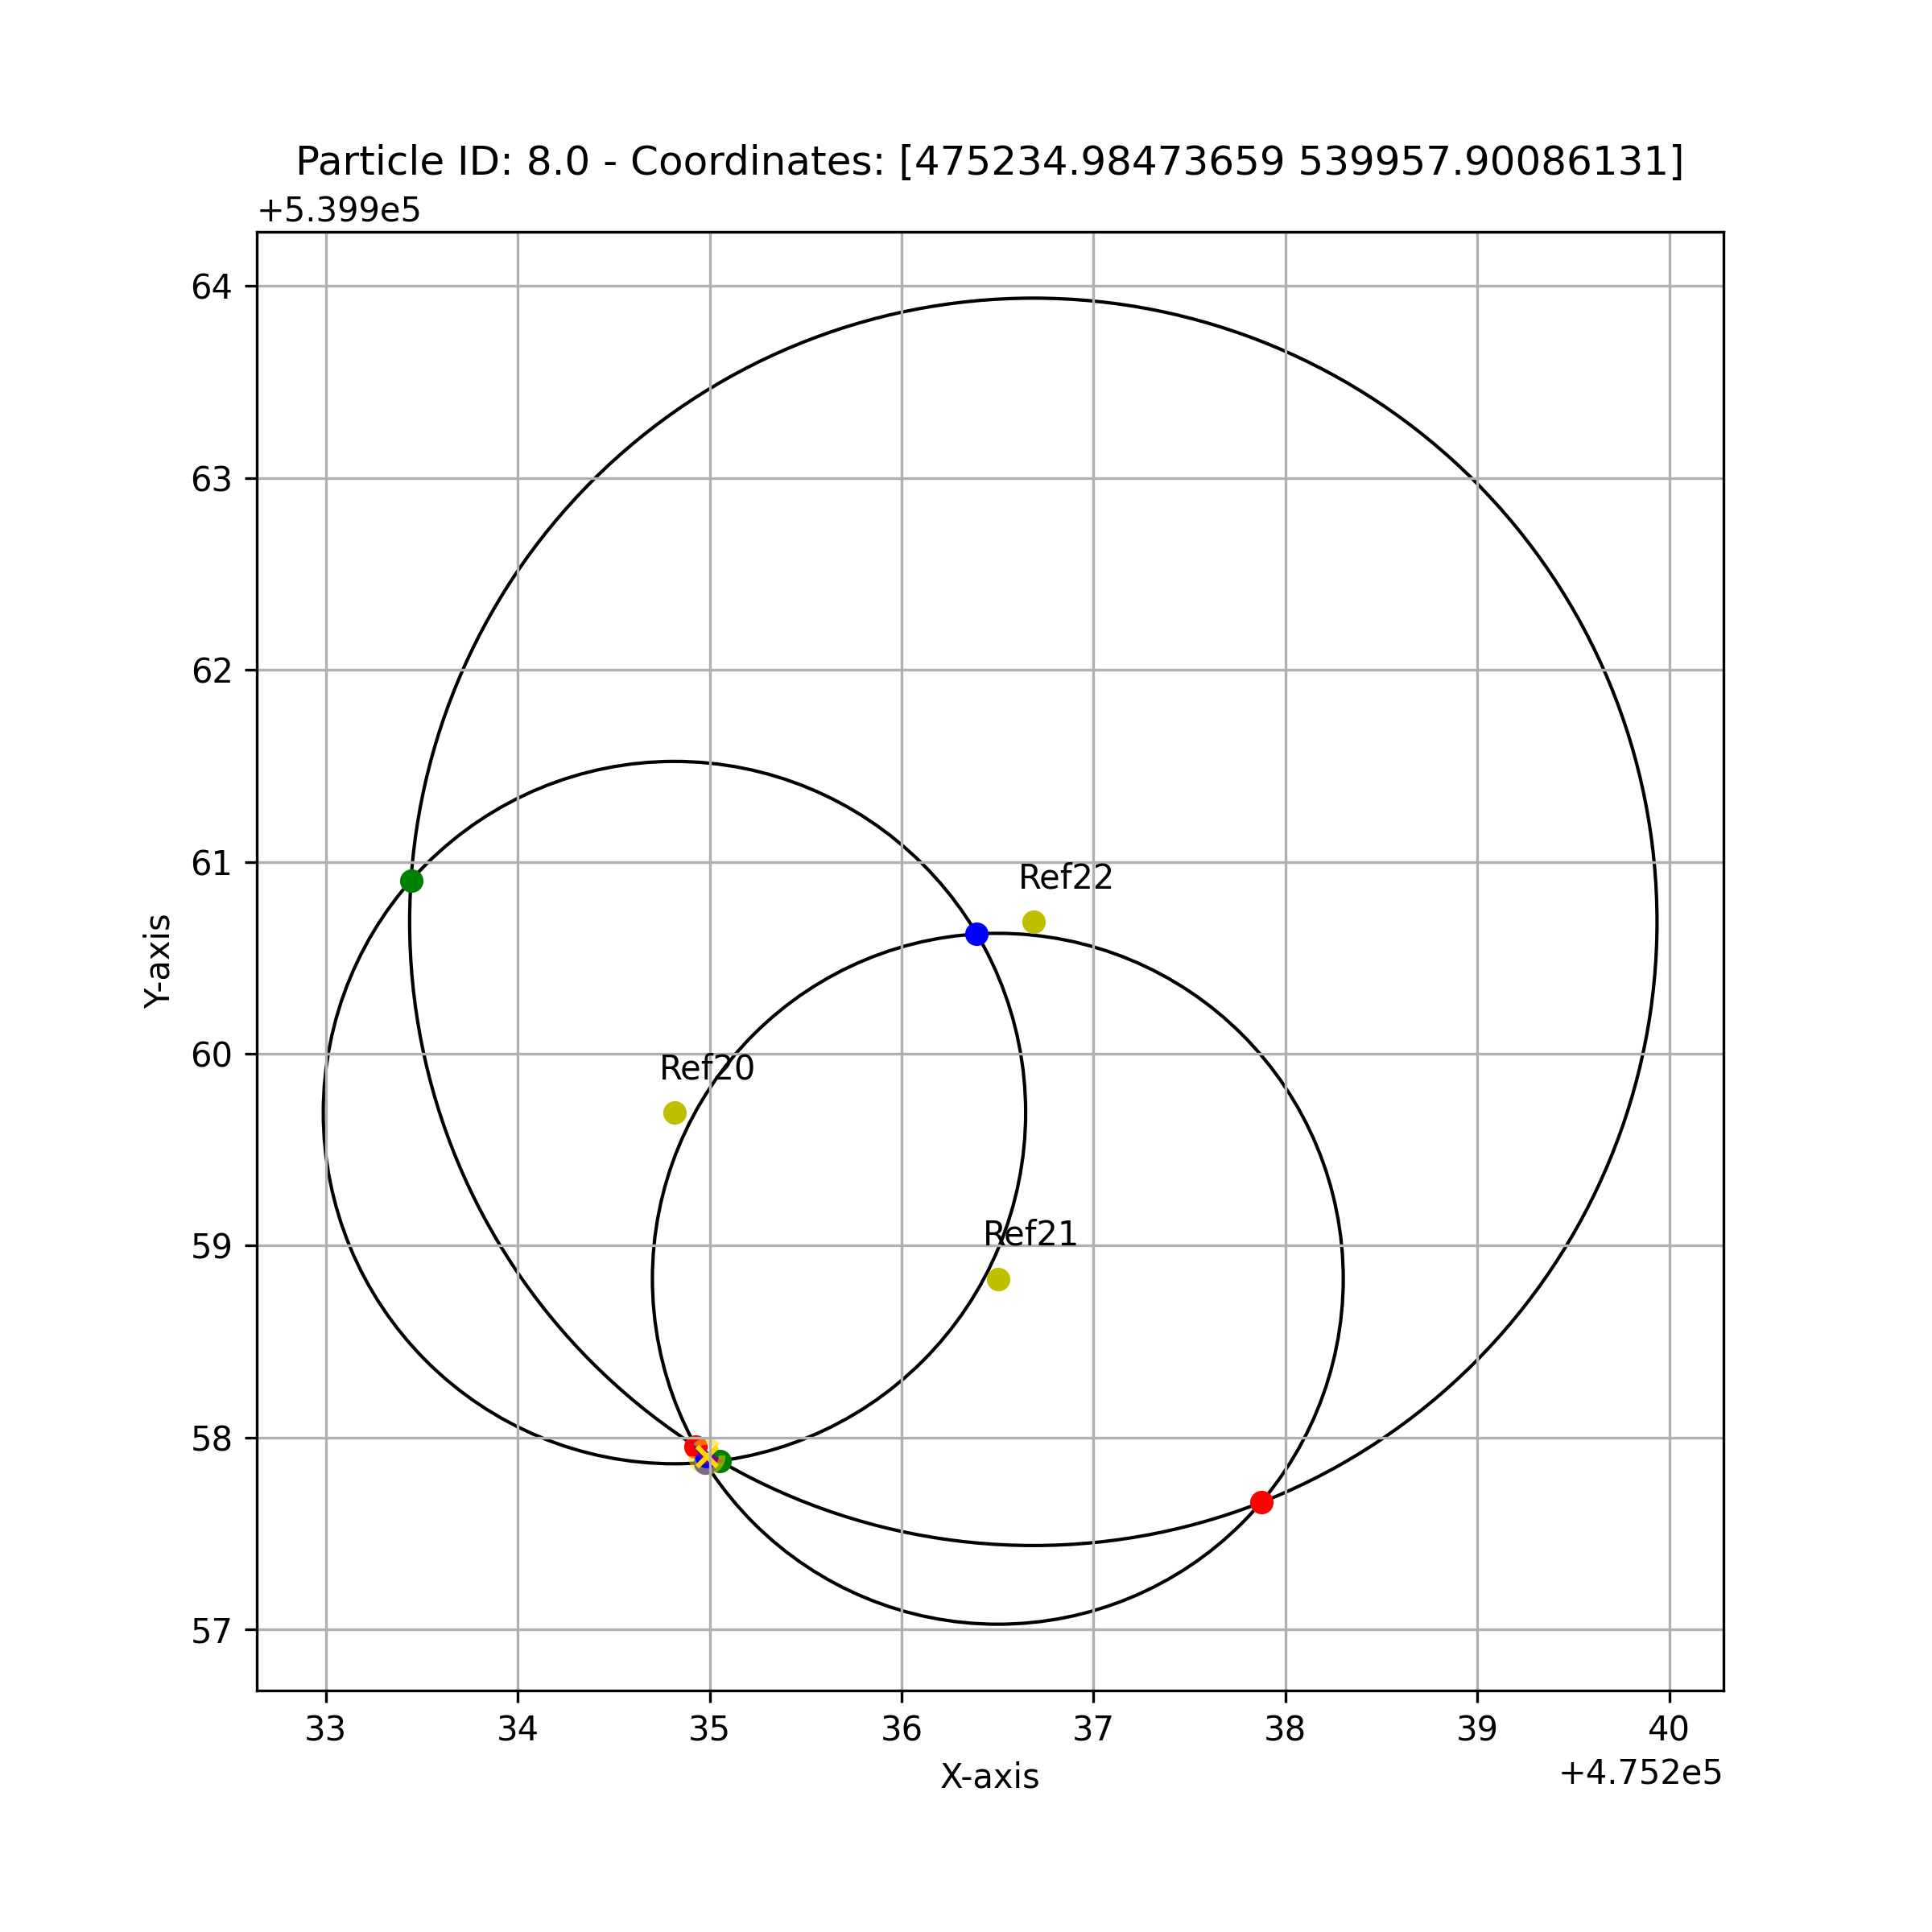 Particle ID: 8.0 - Coordinates: [475234.98473659 539957.90086131]
+5.399e5
64
63
62
61
60
59
58
57
Y-axis
Ref22
Ref20
Ref21
33 34 35 36 37 38 39 40
X-axis
+4.752e5